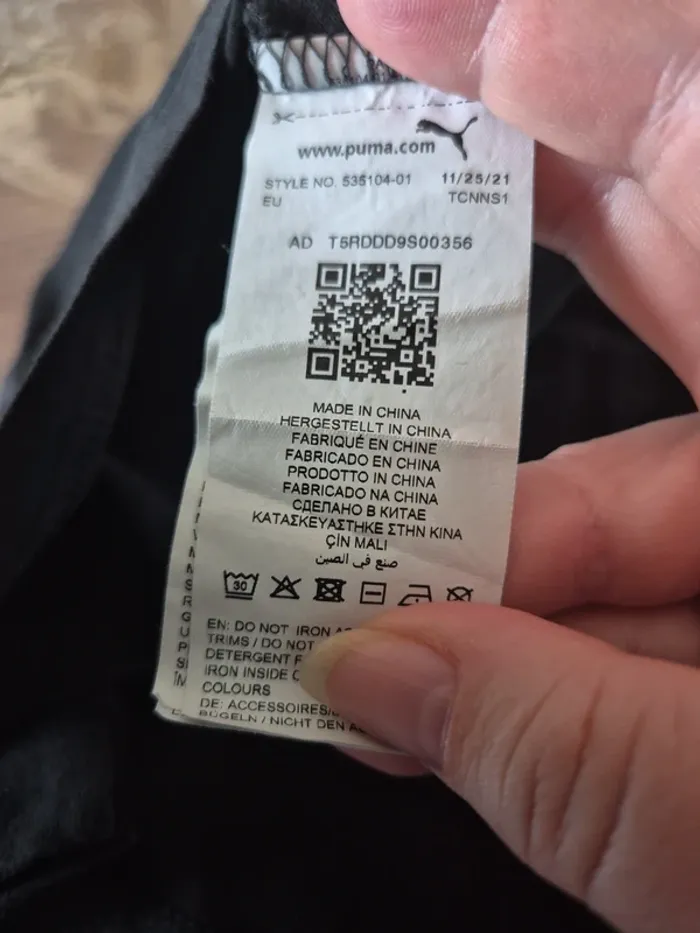 www.puma.com
STYLE NO. 535104-01 11/25/21
EU TCNNS1
AD T5RDDD9S00356
MADE IN CHINA
HERGESTELLT IN CHINA
FABRIQUÉ EN CHINE
FABRICADO EN CHINA
PRODOTTO IN CHINA
FABRICADO NA CHINA
СДЕЛАНО В КИТАЕ
ΚΑΤΑΣΚΕΥΑΣΤΗΚΕ ΣΤΗΝ ΚΙΝΑ
ÇİN MALI
صنع في الصين
30
EN: DO NOT IRON
TRIMS / DO NOT
DETERGENT
IRON INSIDE
COLOURS
DE:
BÜGELN / NICHT DEN